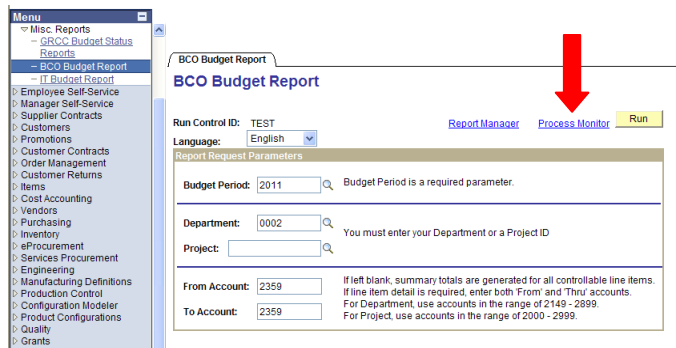 Menu
Misc. Reports
– GRCC Budget Status
Reports
– BCO Budget Report
– IT Budget Report
Employee Self-Service
Manager Self-Service
Supplier Contracts
Customers
Promotions
Customer Contracts
Order Management
Customer Returns
Items
Cost Accounting
Vendors
Purchasing
Inventory
eProcurement
Services Procurement
Engineering
Manufacturing Definitions
Production Control
Configuration Modeler
Product Configurations
Quality
Grants
BCO Budget Report
BCO Budget Report
Run Control ID: TEST Report Manager Process Monitor Run
Language: English
Report Request Parameters
Budget Period: 2011 Budget Period is a required parameter.
Department: 0002
You must enter your Department or a Project ID
Project:
From Account: 2359
To Account: 2359
If left blank, summary totals are generated for all controllable line items.
If line item detail is required, enter both 'From' and 'Thru' accounts.
For Department, use accounts in the range of 2149 - 2899.
For Project, use accounts in the range of 2000 - 2999.